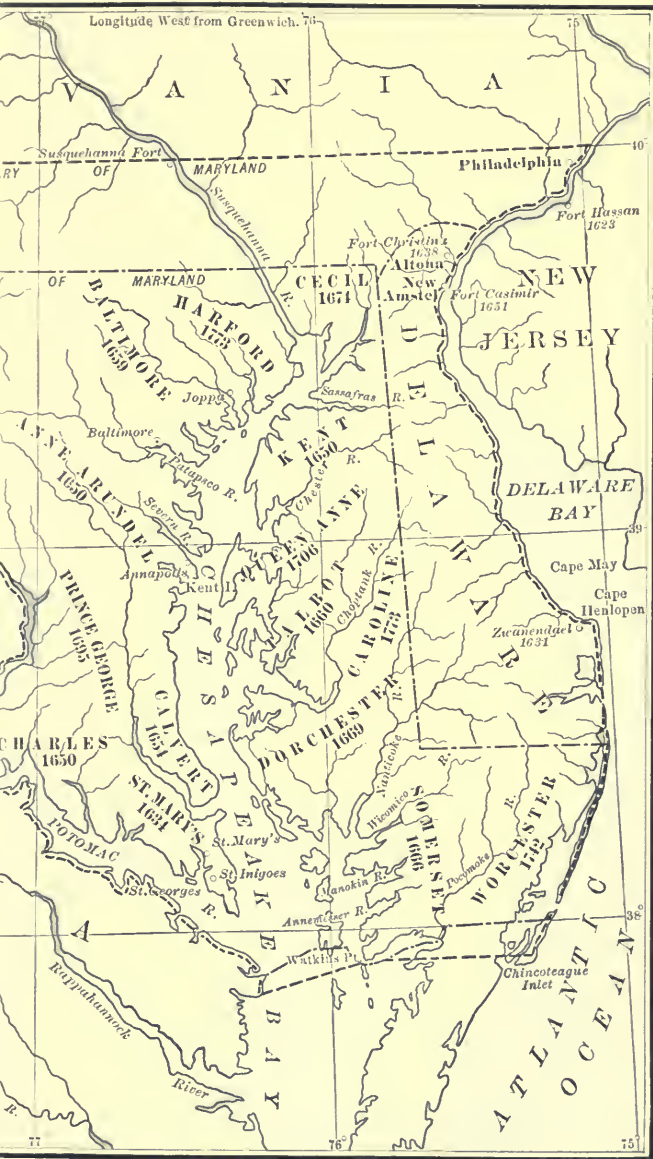 77
Longitude West from Greenwich.
76
75
V A N I A
Susquehanna Fort
RY OF MARYLAND
Philadelphia
40
Susquehanna
R.
Fort Hassan
1623
Fort Christina
1638
Altona
New
Amstel
Fort Casimir
1651
NEW
JERSEY
OF MARYLAND
CECIL
1674
HARFORD
1773
BALTIMORE
1659
Joppa
Sassafras R.
KENT
1650
Baltimore
Patapsco R.
Chester R.
ANNE ARUNDEL
1650
Severn R.
QUEEN ANNE
1706
DELAWARE
DELAWARE
BAY
39
Annapolis
Kent I.
Cape May
Cape
Henlopen
TALBOT
1660
Choptank R.
CAROLINE
1773
Zwanendael
1631
PRINCE GEORGE
1695
CALVERT
1654
DORCHESTER
1669
Nanticoke R.
CHARLES
1650
R.
ST. MARY'S
1634
Wicomico
SOMERSET
1666
R.
WORCESTER
1742
St. Mary's
St Inigoes
POTOMAC
R.
St. Georges
Manokin R.
Pocomoke
Annemesser R.
38
A
Watkins Pt.
Chincoteague
Inlet
CHESAPEAKE BAY
Rappahannock
River
ATLANTIC
OCEAN
R.
77
76°
75°